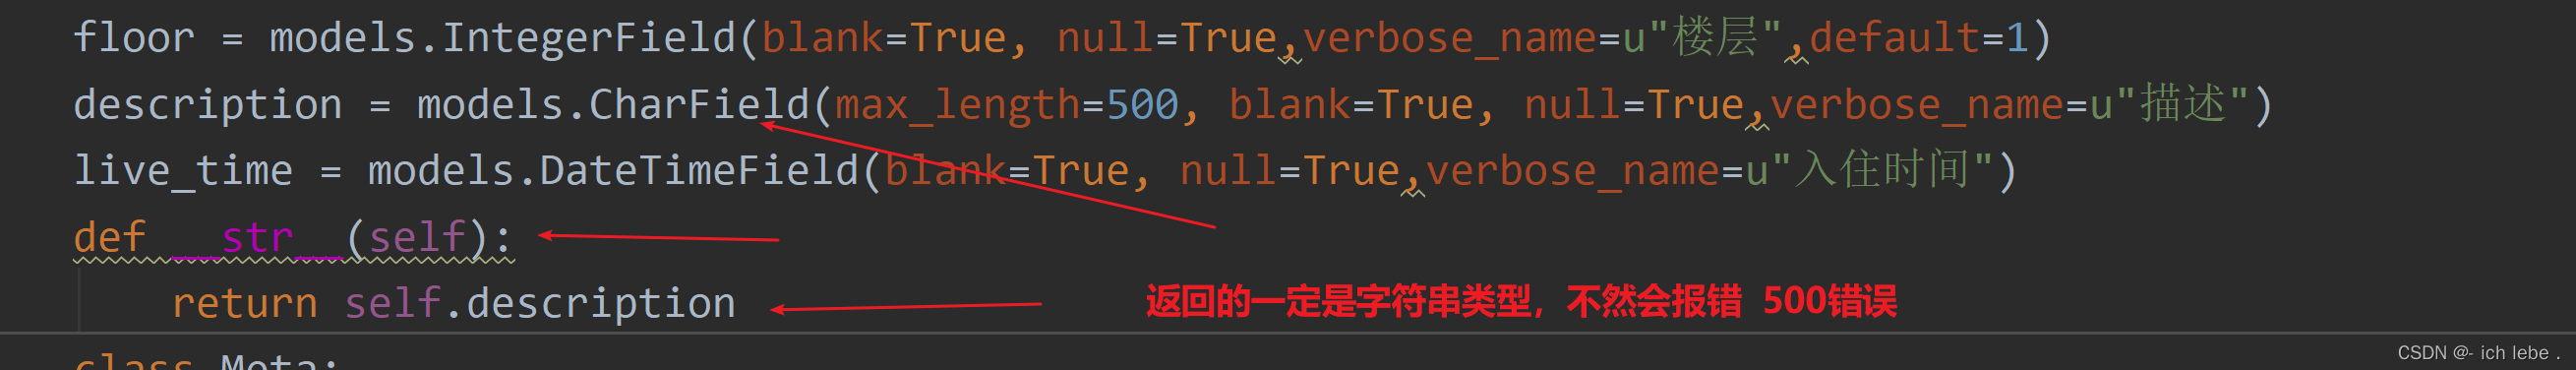 floor = models.IntegerField(blank=True, null=True,verbose_name=u"楼层",default=1)
description = models.CharField(max_length=500, blank=True, null=True,verbose_name=u"描述")
live_time = models.DateTimeField(blank=True, null=True,verbose_name=u"入住时间")
def __str__(self):
return self.description
返回的一定是字符串类型，不然会报错 500错误
class Meta:
CSDN @- ich lebe .